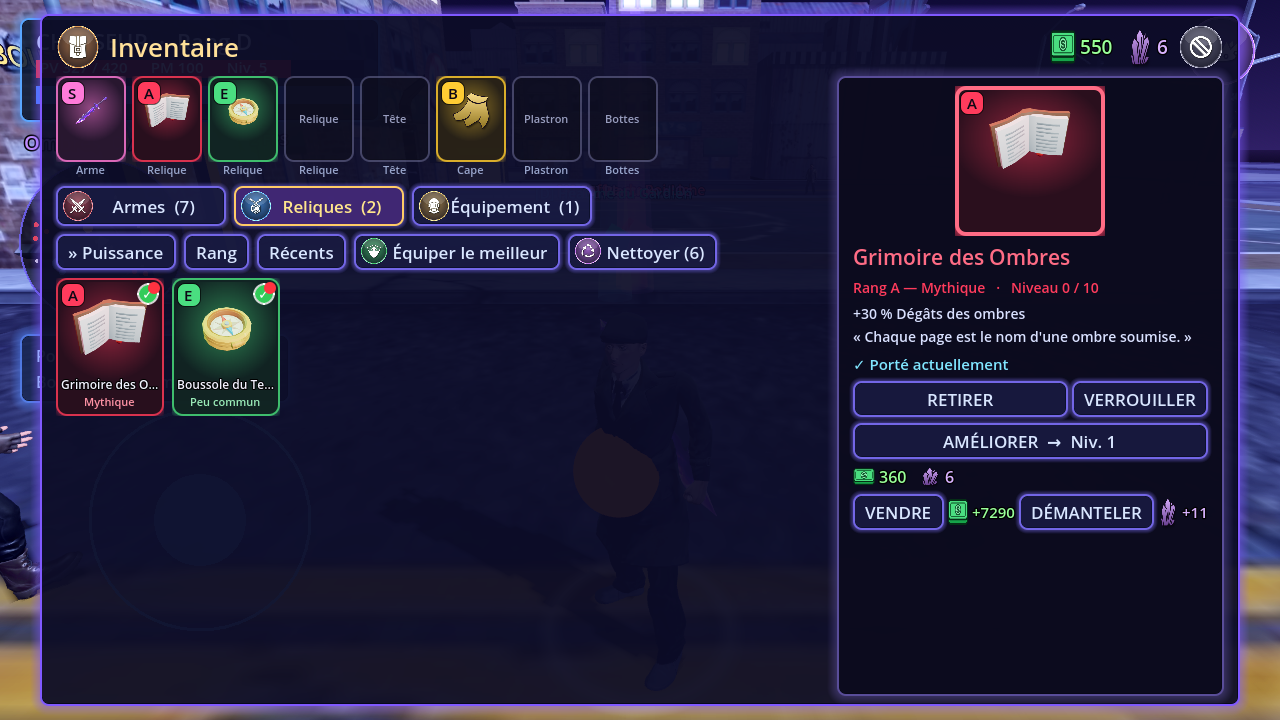 Inventaire
550
6
S
A
E
Relique
Tête
B
Plastron
Bottes
Arme
Relique
Relique
Relique
Tête
Cape
Plastron
Bottes
Armes (7)
Reliques (2)
Équipement (1)
» Puissance
Rang
Récents
Équiper le meilleur
Nettoyer (6)
A
E
Grimoire des O...
Mythique
Boussole du Te...
Peu commun
A
Grimoire des Ombres
Rang A — Mythique · Niveau 0 / 10
+30 % Dégâts des ombres
« Chaque page est le nom d'une ombre soumise. »
✓ Porté actuellement
RETIRER
VERROUILLER
AMÉLIORER → Niv. 1
360
6
VENDRE
+7290
DÉMANTELER
+11